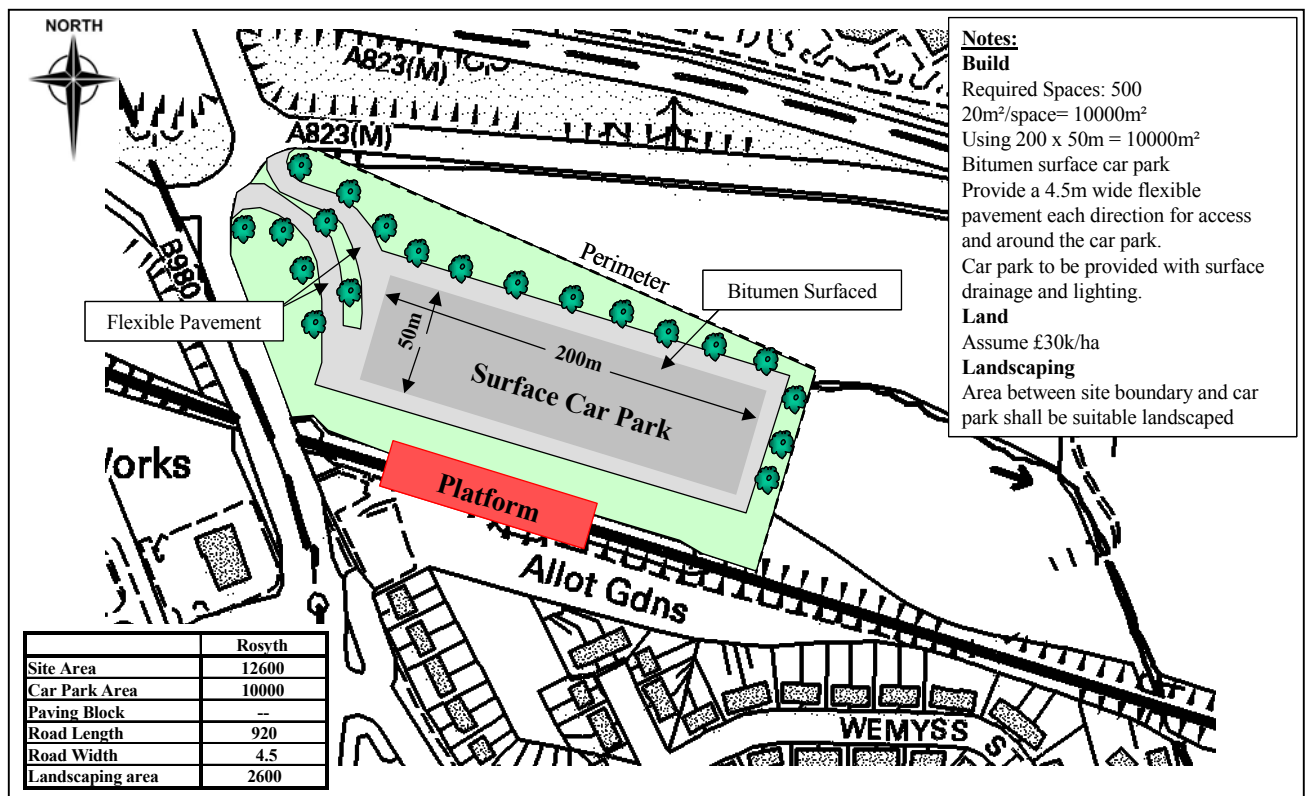 NORTH
A823(M)
A823(M)
B980
Perimeter
Bitumen Surfaced
Flexible Pavement
50m
200m
Surface Car Park
Platform
Allot Gdns
WEMYSS
Notes:
Build
Required Spaces: 500
20m²/space= 10000m²
Using 200 x 50m = 10000m²
Bitumen surface car park
Provide a 4.5m wide flexible
pavement each direction for access
and around the car park.
Car park to be provided with surface
drainage and lighting.
Land
Assume £30k/ha
Landscaping
Area between site boundary and car
park shall be suitable landscaped
Rosyth
Site Area 12600
Car Park Area 10000
Paving Block --
Road Length 920
Road Width 4.5
Landscaping area 2600